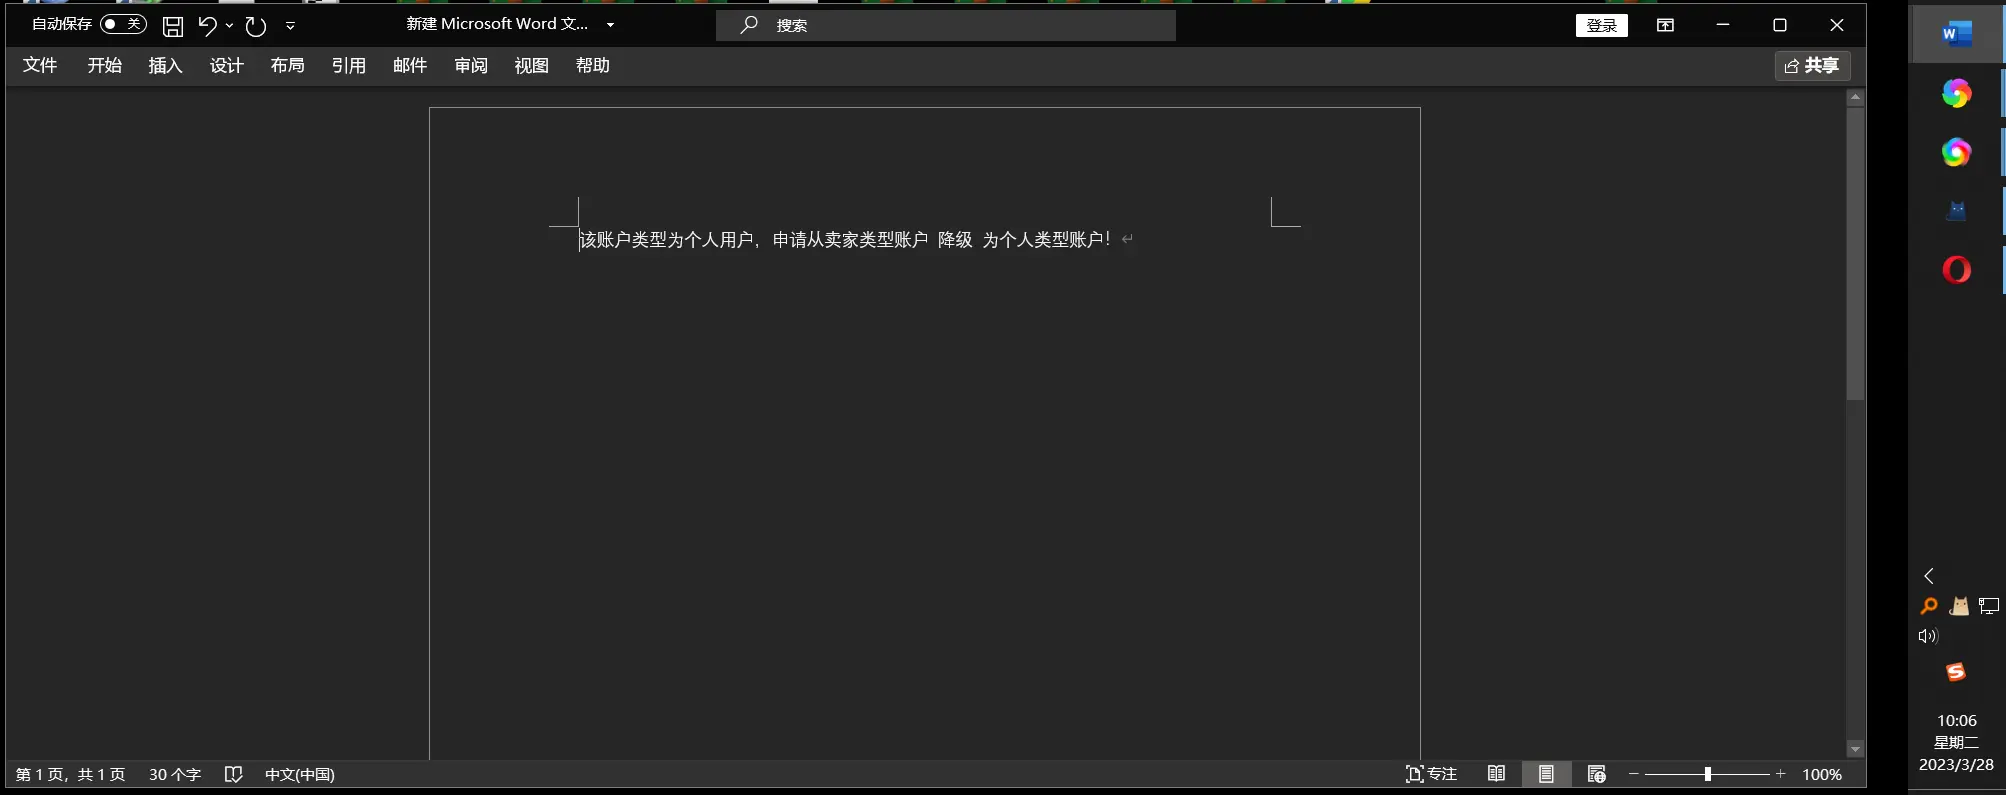 自动保存 关 新建 Microsoft Word 文... 搜索 登录
文件 开始 插入 设计 布局 引用 邮件 审阅 视图 帮助 共享
该账户类型为个人用户，申请从卖家类型账户 降级 为个人类型账户！
第 1 页，共 1 页 30 个字 中文(中国) 专注 100%
10:06
星期二
2023/3/28